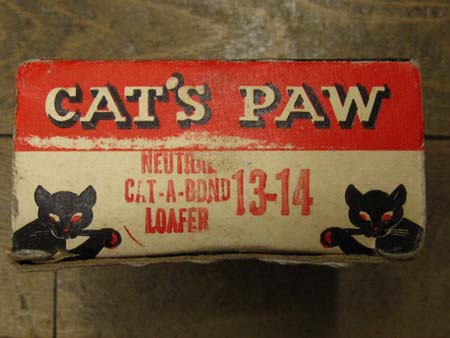 CAT'S PAW
NEUTRAL
CAT-A-BOND
LOAFER
13-14